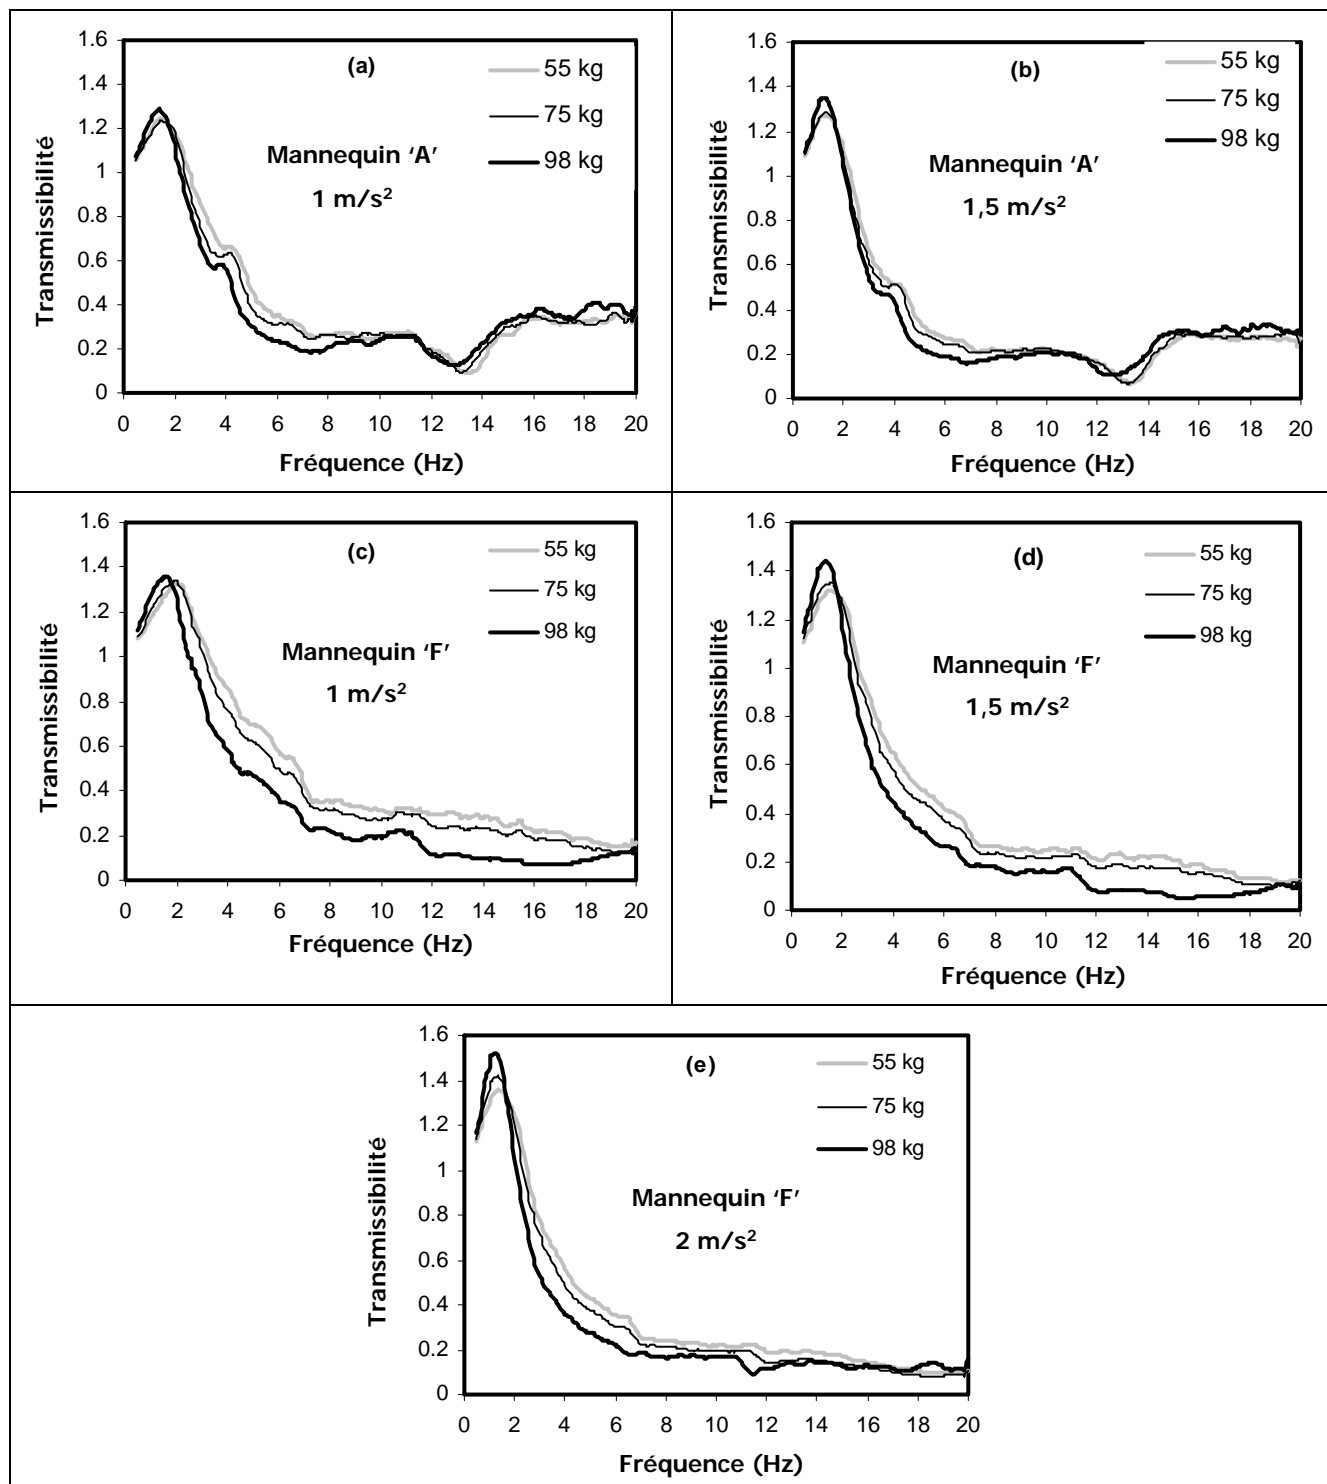 (a)
55 kg
75 kg
98 kg
Mannequin ‘A’
1 m/s²
Transmissibilité
1.6
1.4
1.2
1
0.8
0.6
0.4
0.2
0
0 2 4 6 8 10 12 14 16 18 20
Fréquence (Hz)
(b)
55 kg
75 kg
98 kg
Mannequin ‘A’
1,5 m/s²
Transmissibilité
1.6
1.4
1.2
1
0.8
0.6
0.4
0.2
0
0 2 4 6 8 10 12 14 16 18 20
Fréquence (Hz)
(c)
55 kg
75 kg
98 kg
Mannequin ‘F’
1 m/s²
Transmissibilité
1.6
1.4
1.2
1
0.8
0.6
0.4
0.2
0
0 2 4 6 8 10 12 14 16 18 20
Fréquence (Hz)
(d)
55 kg
75 kg
98 kg
Mannequin ‘F’
1,5 m/s²
Transmissibilité
1.6
1.4
1.2
1
0.8
0.6
0.4
0.2
0
0 2 4 6 8 10 12 14 16 18 20
Fréquence (Hz)
(e)
55 kg
75 kg
98 kg
Mannequin ‘F’
2 m/s²
Transmissibilité
1.6
1.4
1.2
1
0.8
0.6
0.4
0.2
0
0 2 4 6 8 10 12 14 16 18 20
Fréquence (Hz)